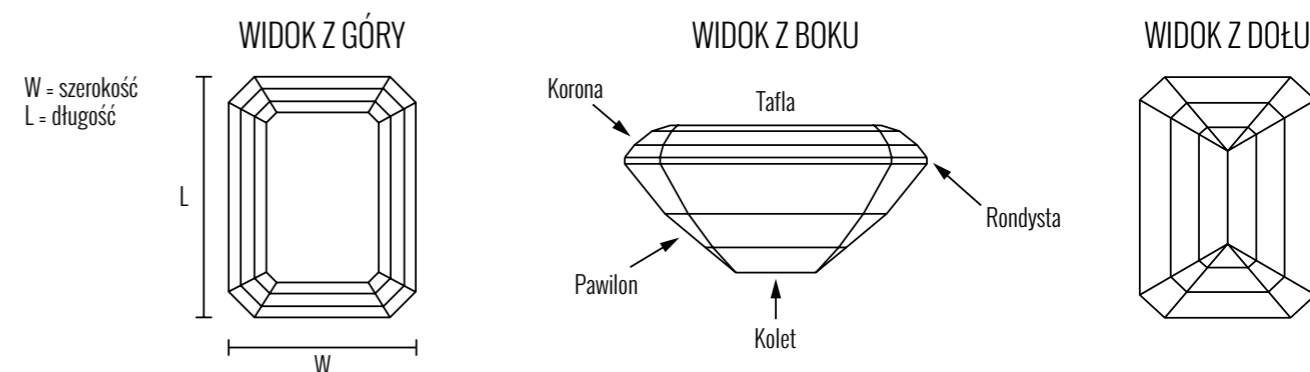 WIDOK Z GÓRY
W = szerokość
L = długość
L
W
WIDOK Z BOKU
Korona
Tafla
Rondysta
Pawilon
Kolet
WIDOK Z DOŁU